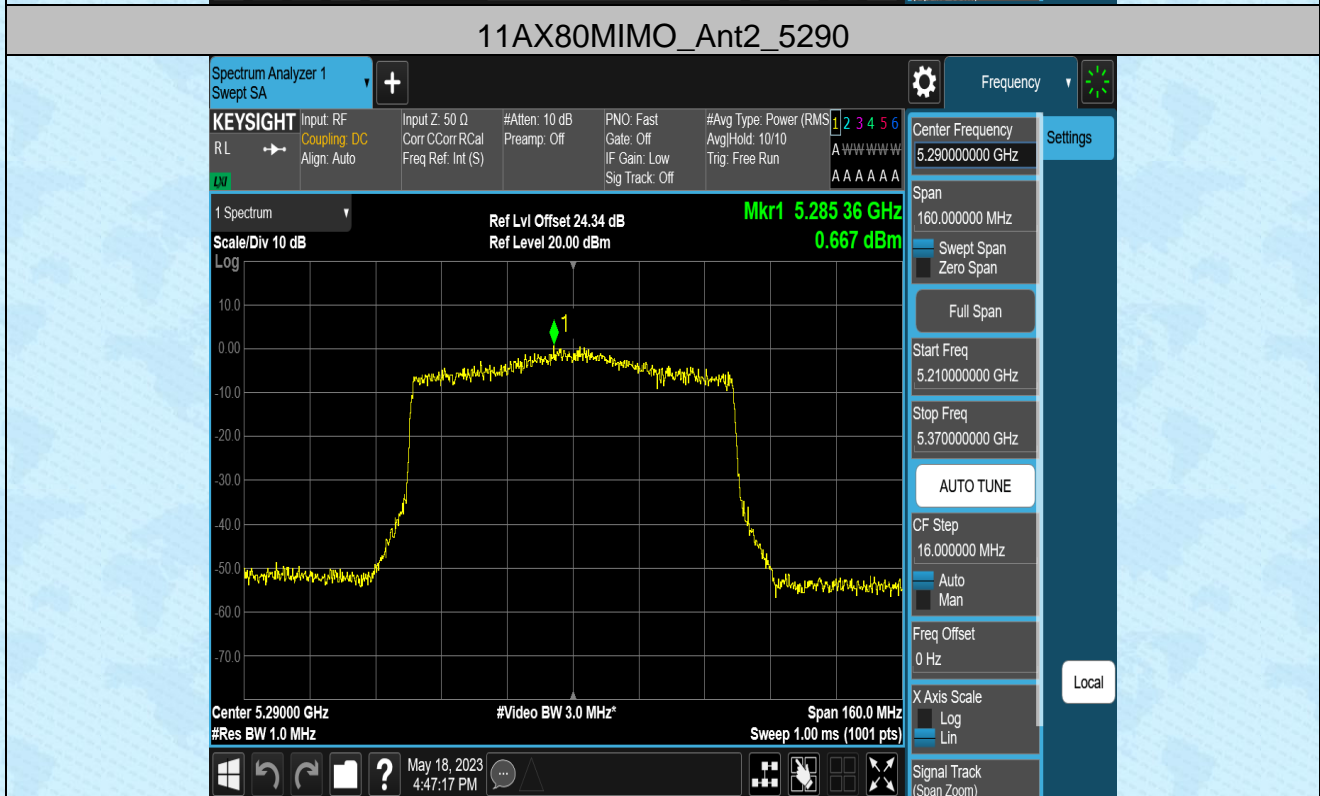 11AX80MIMO_Ant2_5290
Spectrum Analyzer 1
Swept SA
Frequency
KEYSIGHT
RL
LXI
Input: RF
Coupling: DC
Align: Auto
Input Z: 50 Ω
Corr CCorr RCal
Freq Ref: Int (S)
#Atten: 10 dB
Preamp: Off
PNO: Fast
Gate: Off
IF Gain: Low
Sig Track: Off
#Avg Type: Power (RMS
Avg|Hold: 10/10
Trig: Free Run
1 2 3 4 5 6
A W W W W W
A A A A A A
Center Frequency
5.290000000 GHz
Settings
Span
160.000000 MHz
Swept Span
Zero Span
Full Span
Start Freq
5.210000000 GHz
Stop Freq
5.370000000 GHz
AUTO TUNE
CF Step
16.000000 MHz
Auto
Man
Freq Offset
0 Hz
X Axis Scale
Log
Lin
Signal Track
(Span Zoom)
Local
1 Spectrum
Scale/Div 10 dB
Log
Ref Lvl Offset 24.34 dB
Ref Level 20.00 dBm
Mkr1 5.285 36 GHz
0.667 dBm
1
10.0
0.00
-10.0
-20.0
-30.0
-40.0
-50.0
-60.0
-70.0
Center 5.29000 GHz
#Res BW 1.0 MHz
#Video BW 3.0 MHz*
Span 160.0 MHz
Sweep 1.00 ms (1001 pts)
?
May 18, 2023
4:47:17 PM